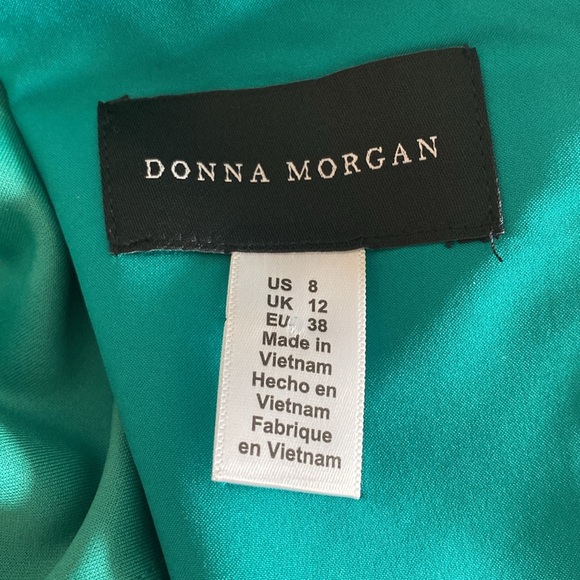 DONNA MORGAN
US 8
UK 12
EU 38
Made in
Vietnam
Hecho en
Vietnam
Fabrique
en Vietnam